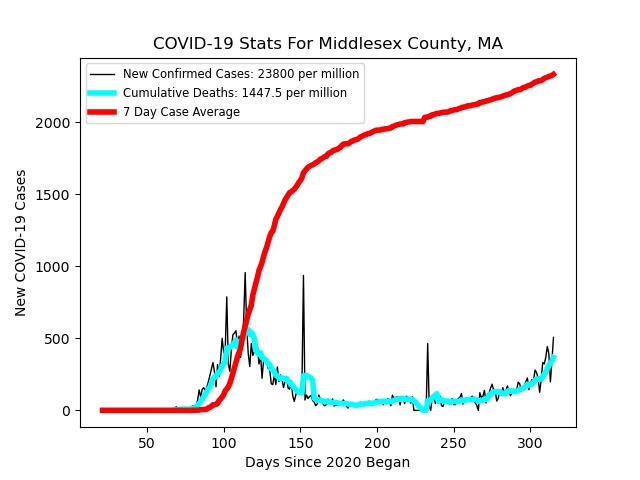 COVID-19 Stats For Middlesex County, MA
New Confirmed Cases: 23800 per million
Cumulative Deaths: 1447.5 per million
7 Day Case Average
New COVID-19 Cases
2000
1500
1000
500
0
50 100 150 200 250 300
Days Since 2020 Began